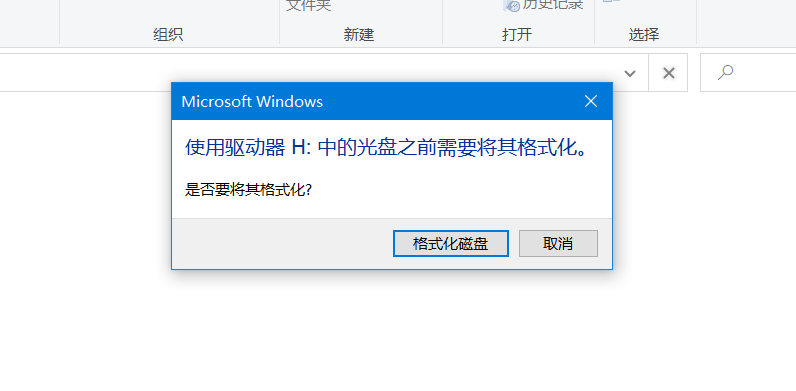 文件夹
历史记录
组织
新建
打开
选择
Microsoft Windows
使用驱动器 H: 中的光盘之前需要将其格式化。
是否要将其格式化?
格式化磁盘
取消